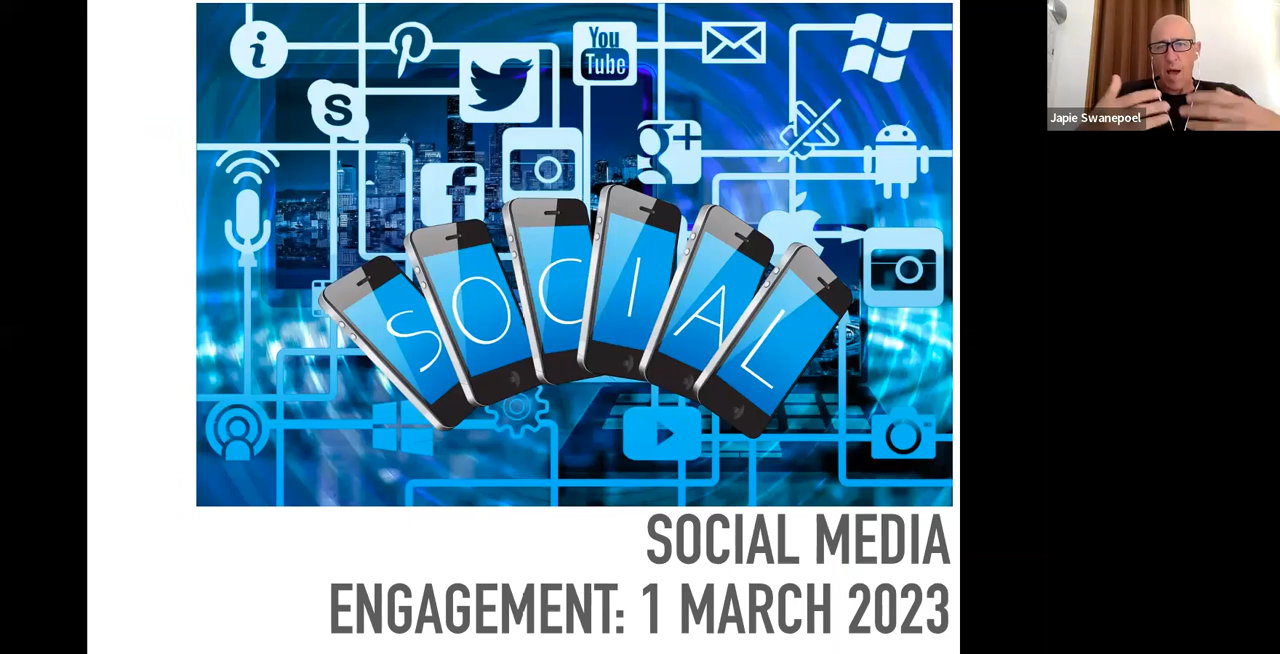 You
Tube
S
f
g+
i
SOCIAL
SOCIAL MEDIA
ENGAGEMENT: 1 MARCH 2023
Japie Swanepoel